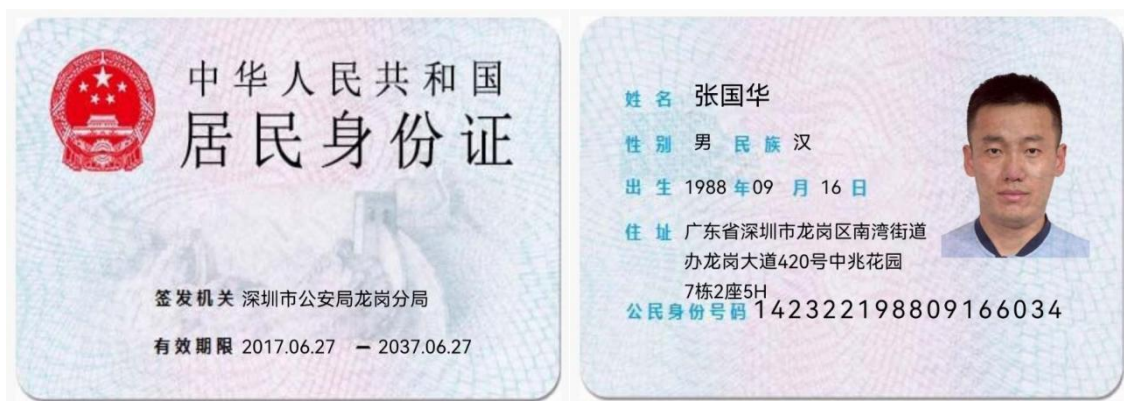 中华人民共和国
居民身份证
签发机关 深圳市公安局龙岗分局
有效期限 2017.06.27 - 2037.06.27
姓名 张国华
性别 男 民族 汉
出生 1988 年 09 月 16 日
住址 广东省深圳市龙岗区南湾街道
办龙岗大道420号中兆花园
7栋2座5H
公民身份号码 142322198809166034